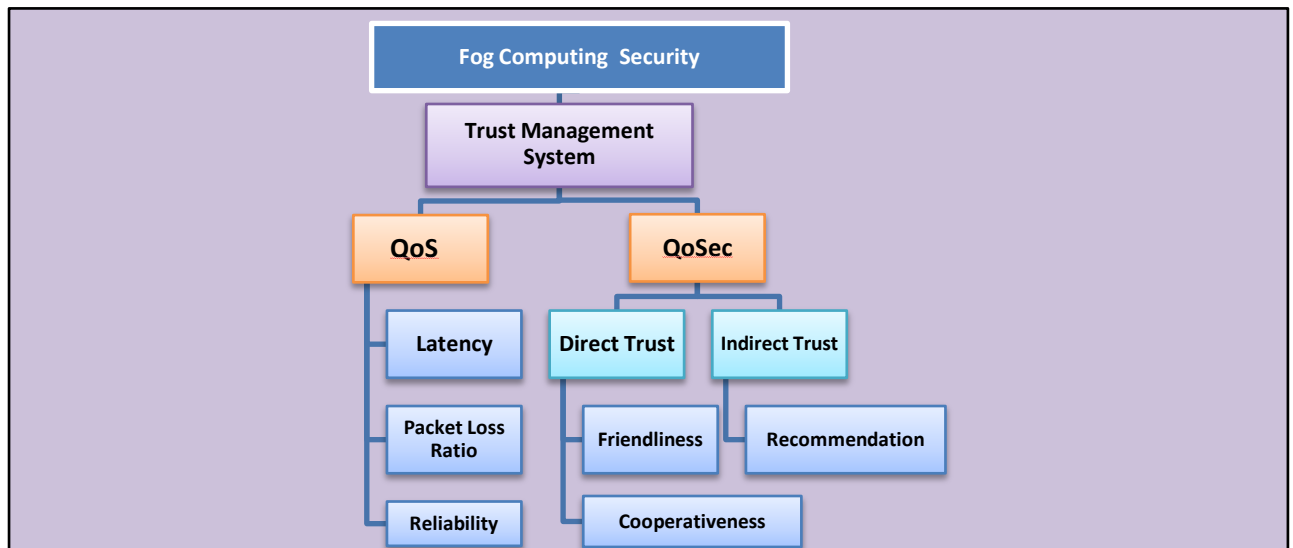 Fog Computing Security
Trust Management
System
QoS
QoSec
Latency
Direct Trust
Indirect Trust
Packet Loss
Ratio
Friendliness
Recommendation
Reliability
Cooperativeness